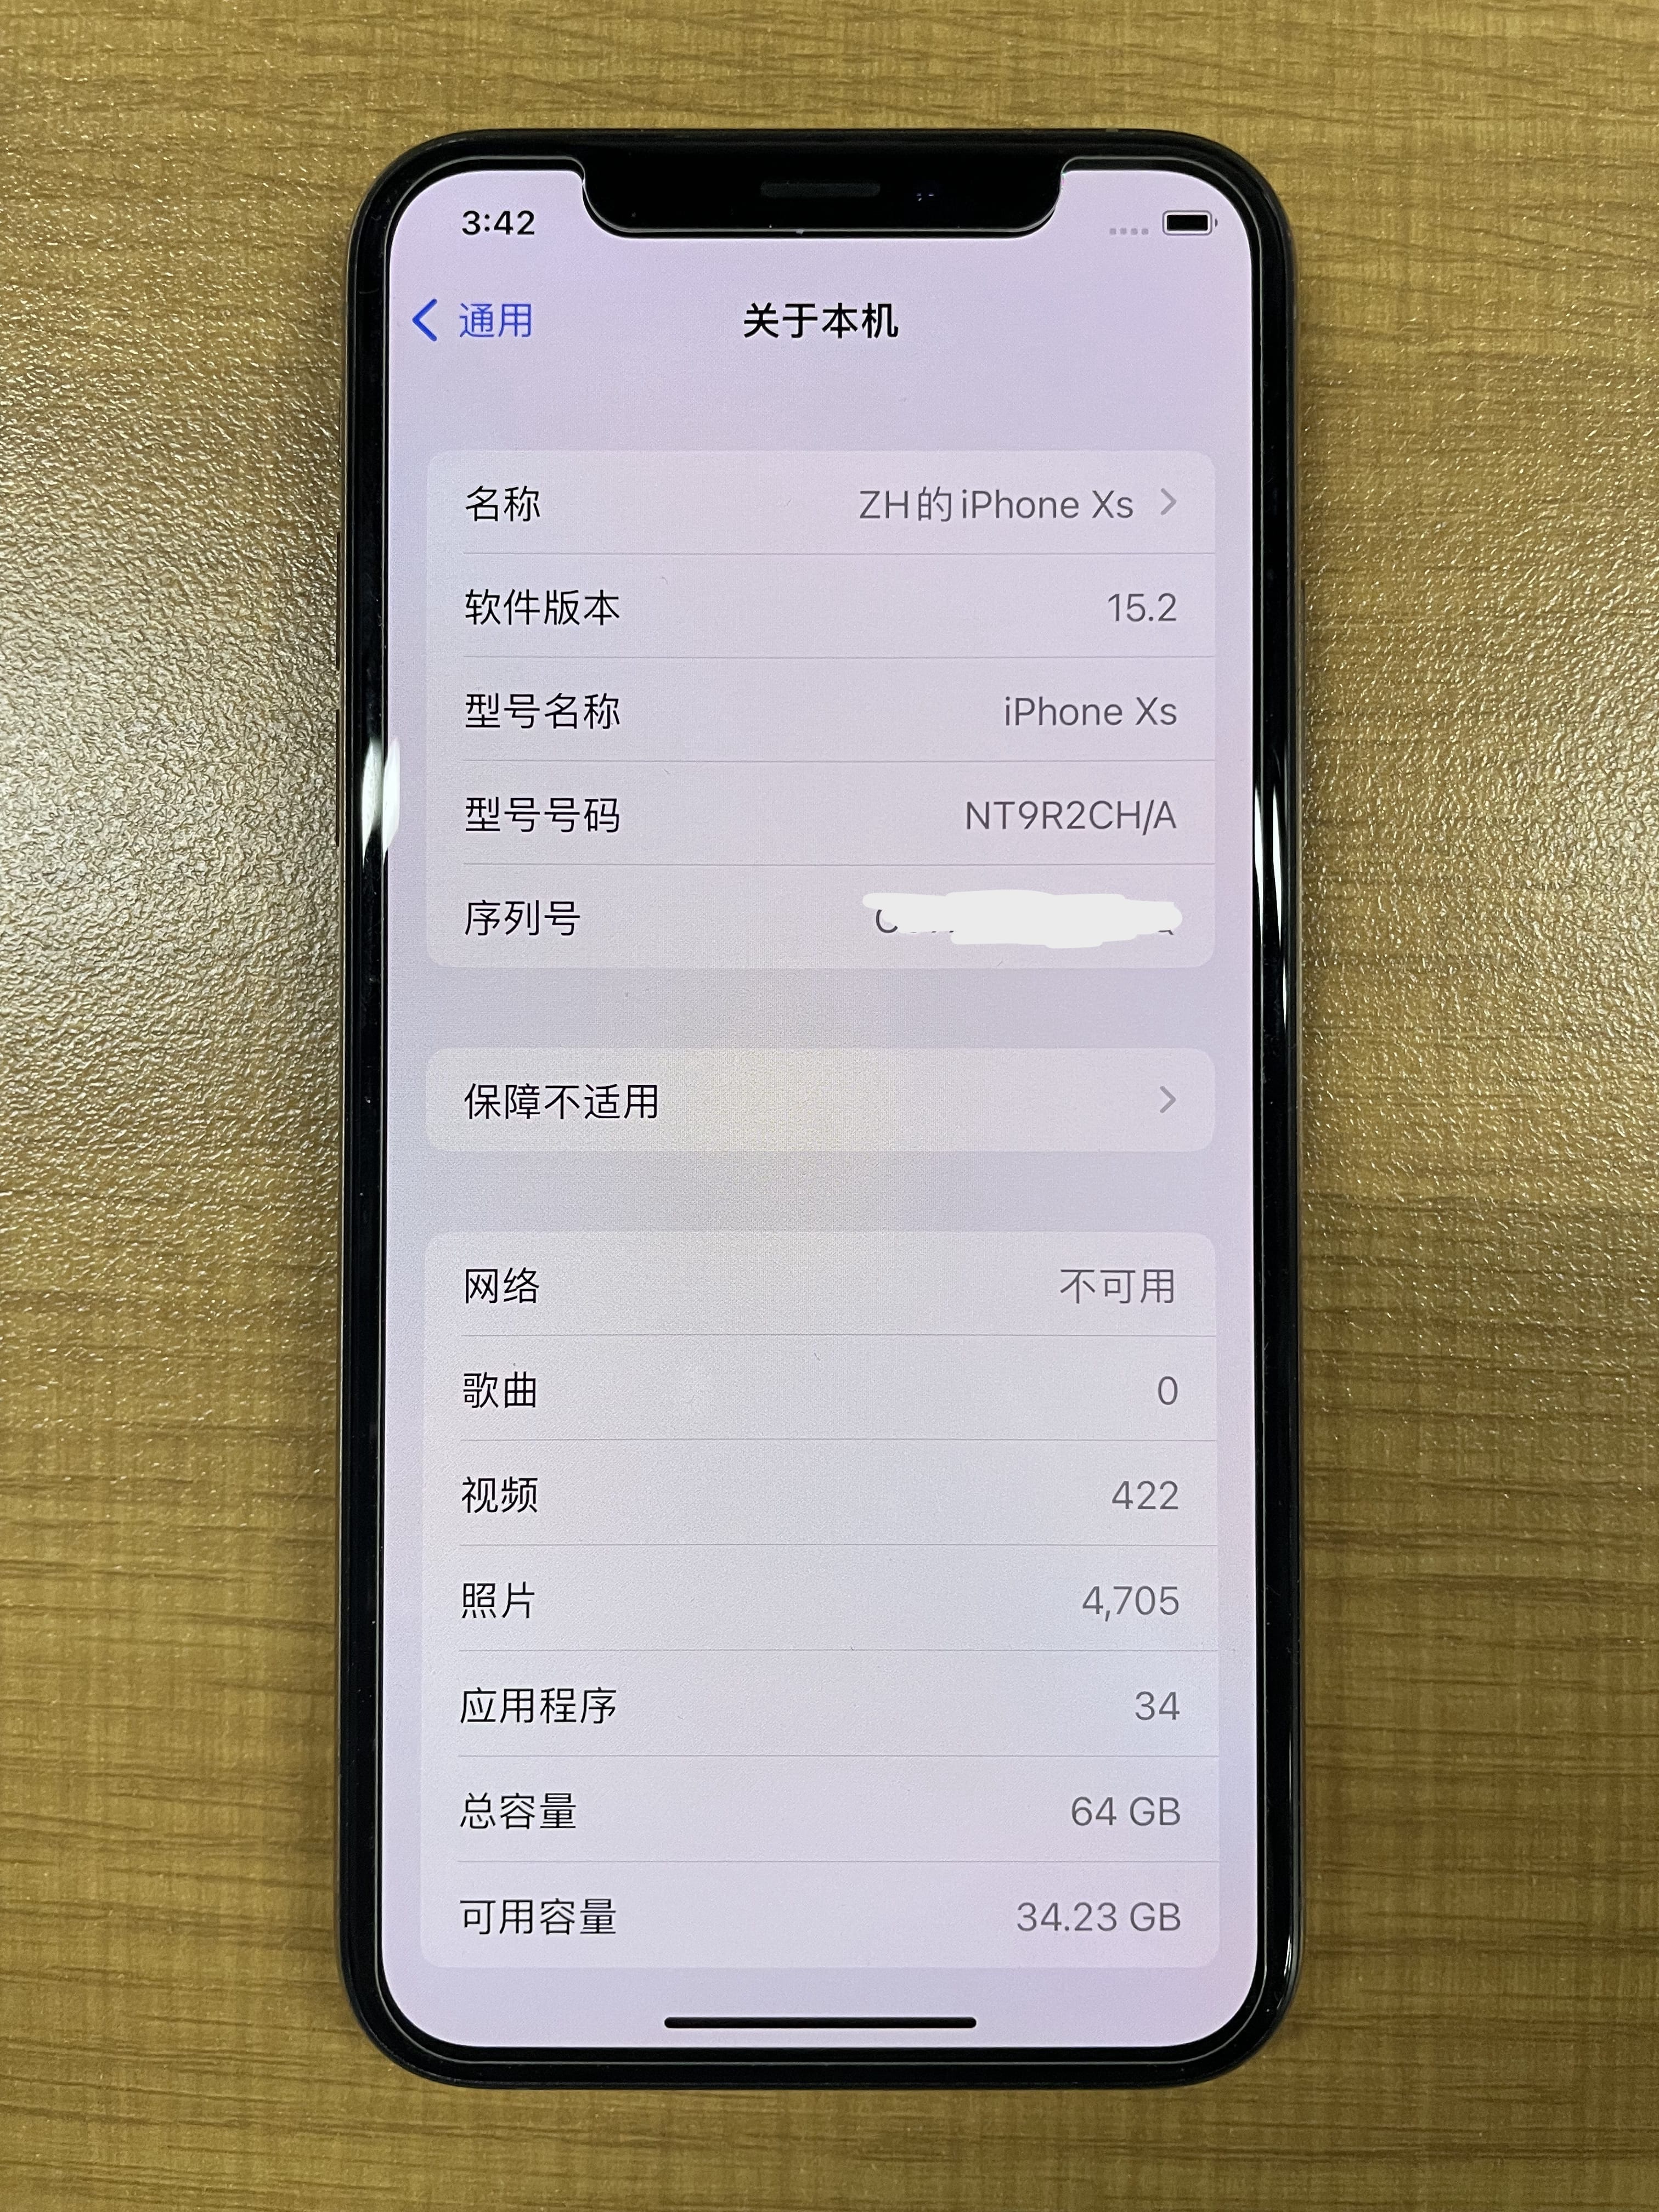 3:42
通用
关于本机
名称 ZH的iPhone Xs
软件版本 15.2
型号名称 iPhone Xs
型号号码 NT9R2CH/A
序列号
保障不适用
网络 不可用
歌曲 0
视频 422
照片 4,705
应用程序 34
总容量 64 GB
可用容量 34.23 GB